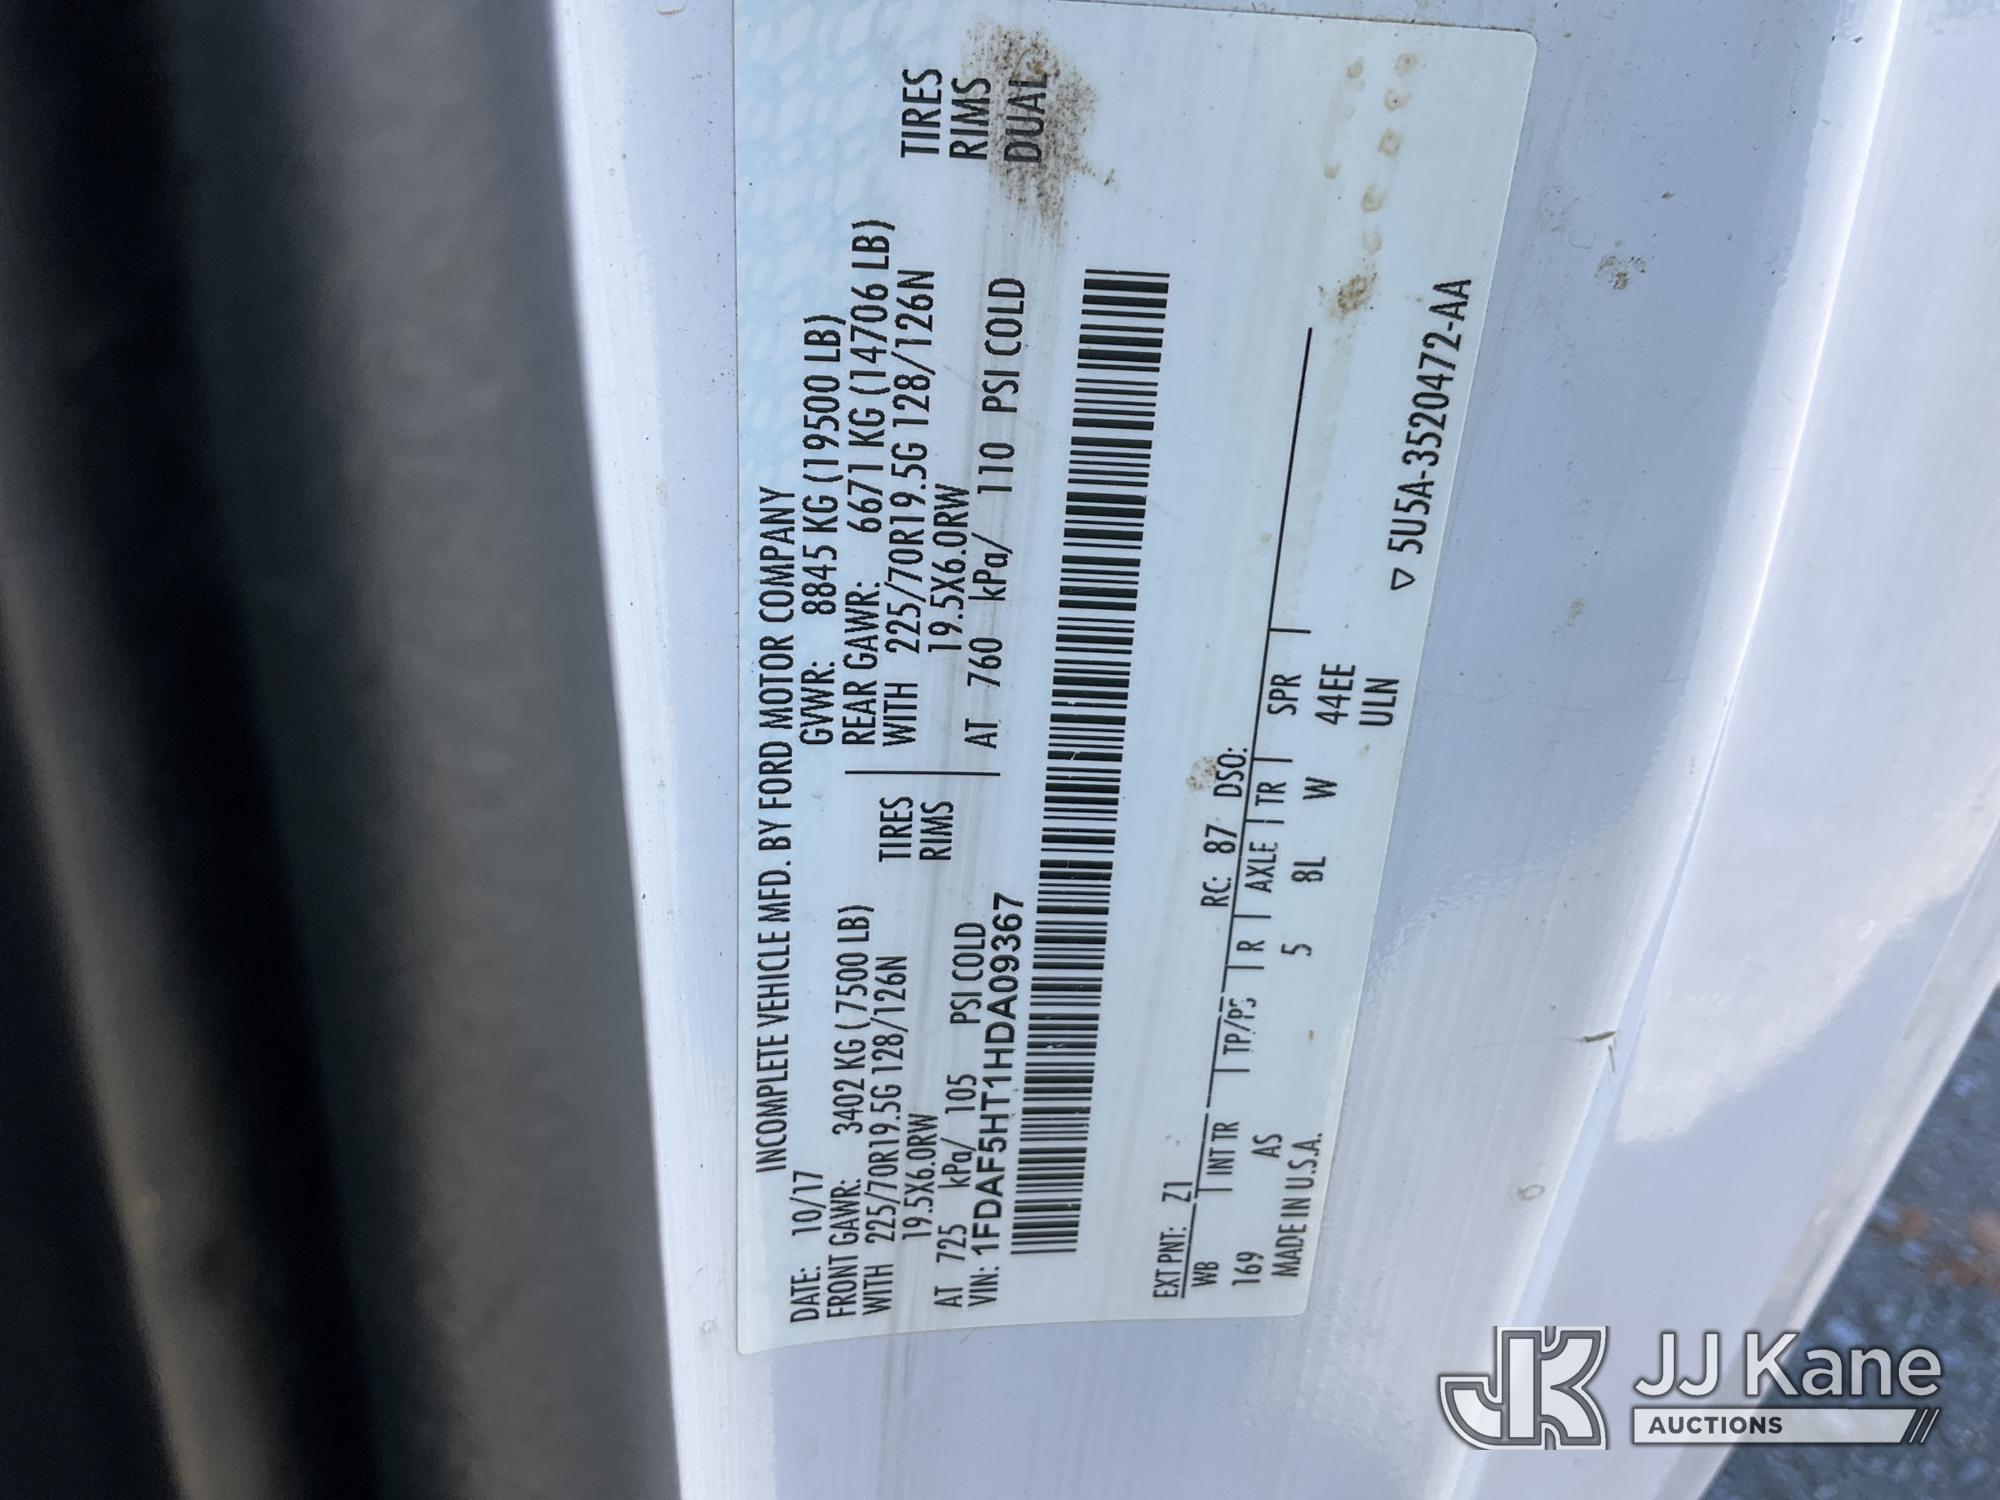 INCOMPLETE VEHICLE MFD. BY FORD MOTOR COMPANY
DATE: 10/17 GVWR: 8845 KG (19500 LB)
FRONT GAWR: 3402 KG ( 7500 LB) REAR GAWR: 6671 KG (14706 LB)
WITH 225/70R19.5G 128/126N TIRES WITH 225/70R19.5G 128/126N TIRES
19.5X6.0RW RIMS 19.5X6.0RW RIMS
AT 725 kPa/ 105 PSI COLD AT 760 kPa/ 110 PSI COLD DUAL
VIN: 1FDAF5HT1HDA09367
EXT PNT: Z1 RC: 87 DSO:
WB INT TR TP/PS R AXLE TR SPR
169 AS 5 8L W 44EE
MADE IN U.S.A. ULN
▽ 5U5A-3520472-AA
JK JJ Kane
AUCTIONS